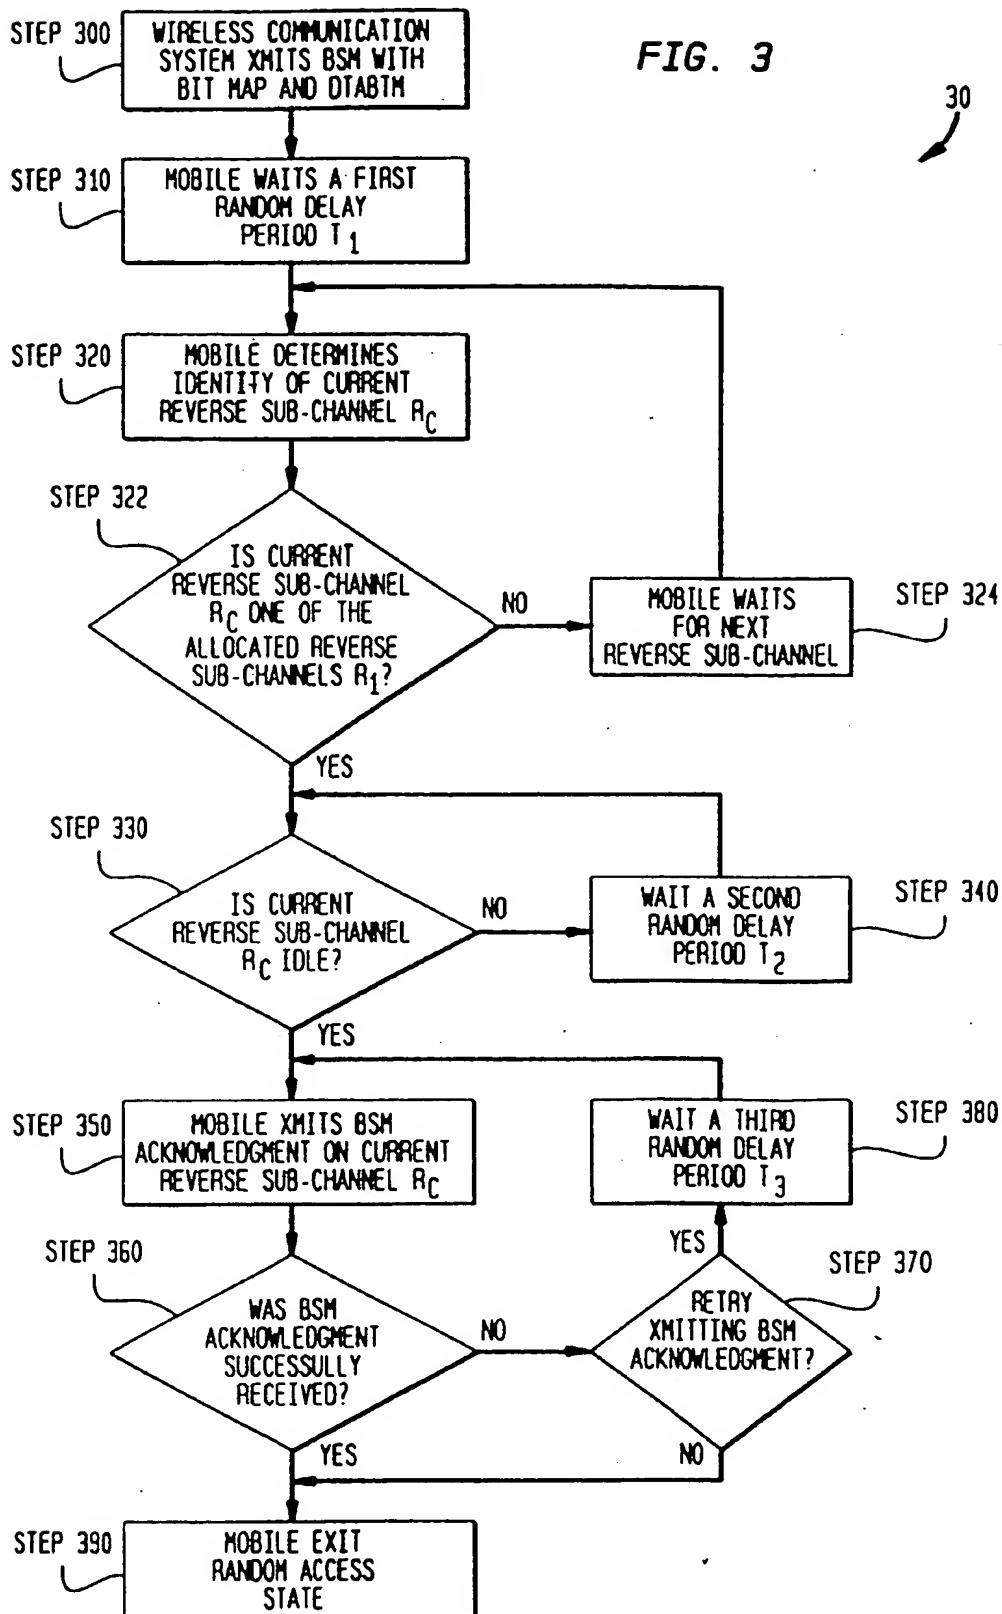 FIG. 3
30
STEP 300
WIRELESS COMMUNICATION
SYSTEM XMITS BSM WITH
BIT MAP AND DTABTM
STEP 310
MOBILE WAITS A FIRST
RANDOM DELAY
PERIOD T1
STEP 320
MOBILE DETERMINES
IDENTITY OF CURRENT
REVERSE SUB-CHANNEL RC
STEP 322
IS CURRENT
REVERSE SUB-CHANNEL
RC ONE OF THE
ALLOCATED REVERSE
SUB-CHANNELS R1?
NO
MOBILE WAITS
FOR NEXT
REVERSE SUB-CHANNEL
STEP 324
YES
STEP 330
IS CURRENT
REVERSE SUB-CHANNEL
RC IDLE?
NO
WAIT A SECOND
RANDOM DELAY
PERIOD T2
STEP 340
YES
STEP 350
MOBILE XMITS BSM
ACKNOWLEDGMENT ON CURRENT
REVERSE SUB-CHANNEL RC
WAIT A THIRD
RANDOM DELAY
PERIOD T3
STEP 380
STEP 360
WAS BSM
ACKNOWLEDGMENT
SUCCESSFULLY
RECEIVED?
NO
YES
STEP 370
RETRY
XMITTING BSM
ACKNOWLEDGMENT?
YES
NO
STEP 390
MOBILE EXIT
RANDOM ACCESS
STATE